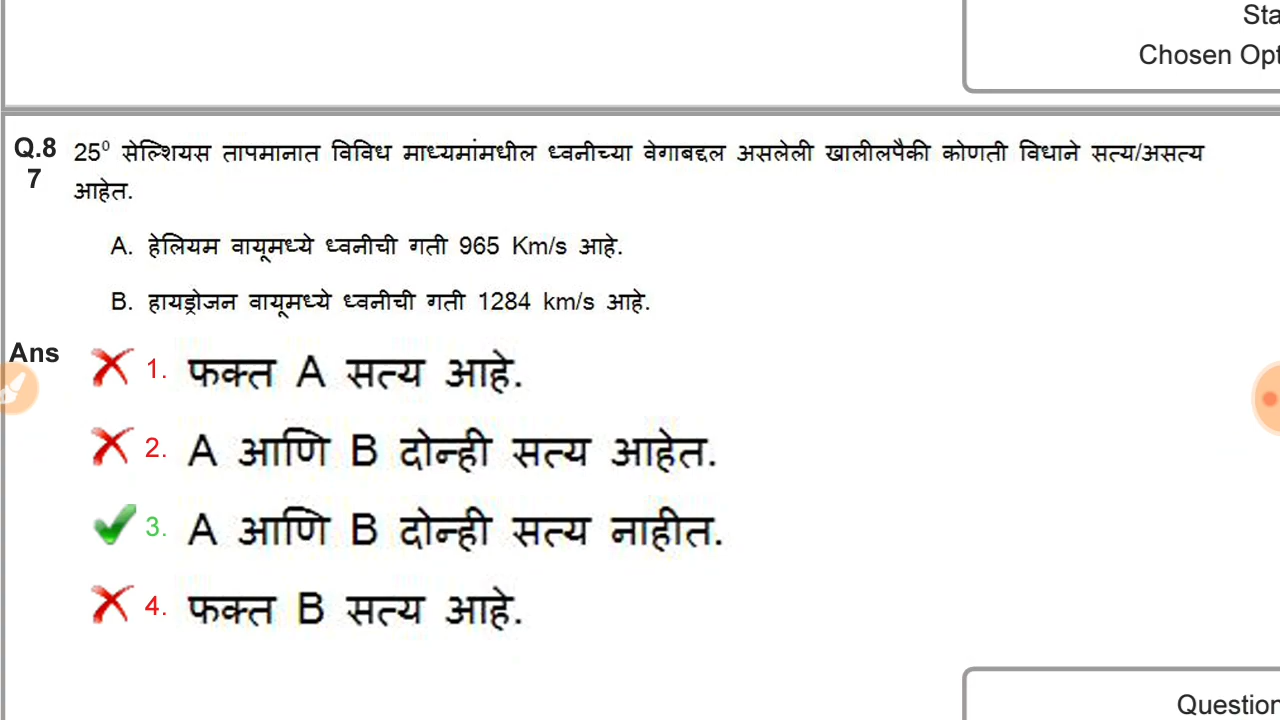 Sta
Chosen Opt
Q.8 25⁰ सेल्शियस तापमानात विविध माध्यमांमधील ध्वनीच्या वेगाबद्दल असलेली खालीलपैकी कोणती विधाने सत्य/असत्य
7 आहेत.
A. हेलियम वायूमध्ये ध्वनीची गती 965 Km/s आहे.
B. हायड्रोजन वायूमध्ये ध्वनीची गती 1284 km/s आहे.
Ans
1. फक्त A सत्य आहे.
2. A आणि B दोन्ही सत्य आहेत.
3. A आणि B दोन्ही सत्य नाहीत.
4. फक्त B सत्य आहे.
Question